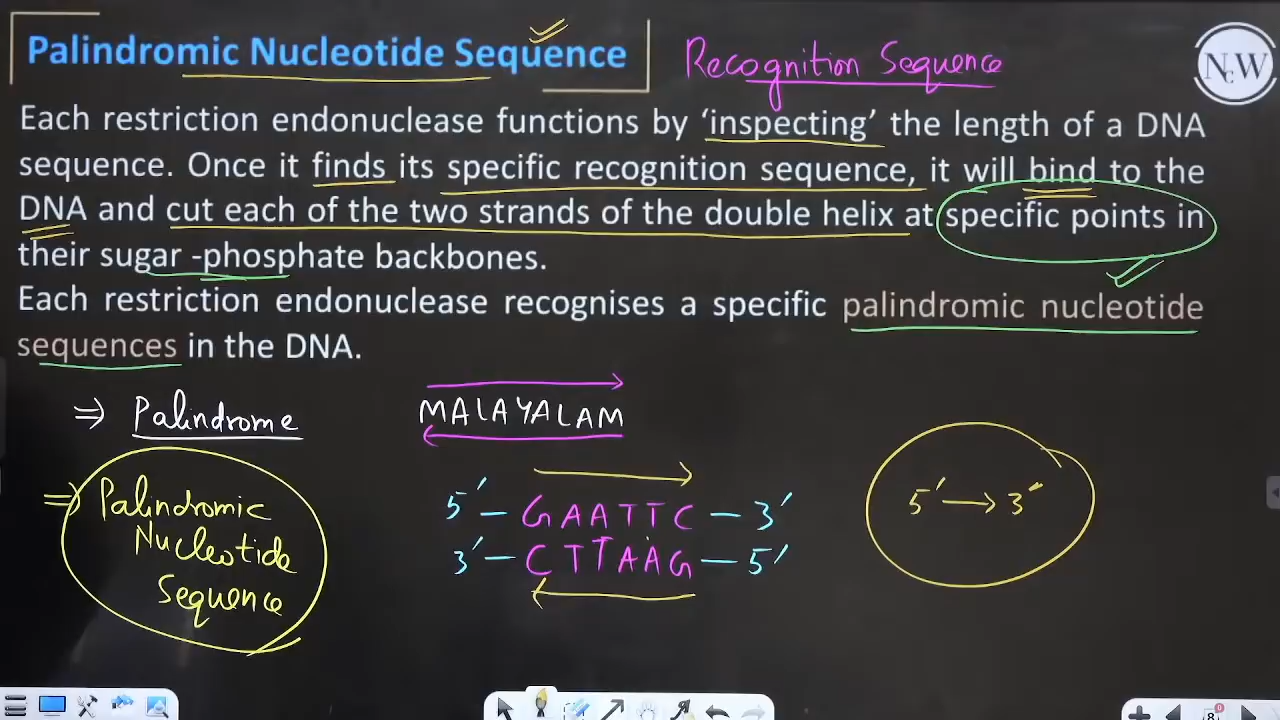 Palindromic Nucleotide Sequence
Recognition Sequence
NCW
Each restriction endonuclease functions by ‘inspecting’ the length of a DNA
sequence. Once it finds its specific recognition sequence, it will bind to the
DNA and cut each of the two strands of the double helix at specific points in
their sugar -phosphate backbones.
Each restriction endonuclease recognises a specific palindromic nucleotide
sequences in the DNA.
⇒ Palindrome
MALAYALAM
⇒ Palindromic
Nucleotide
Sequence
5′ – GAATTC – 3′
3′ – CTTAAG – 5′
5′ → 3′